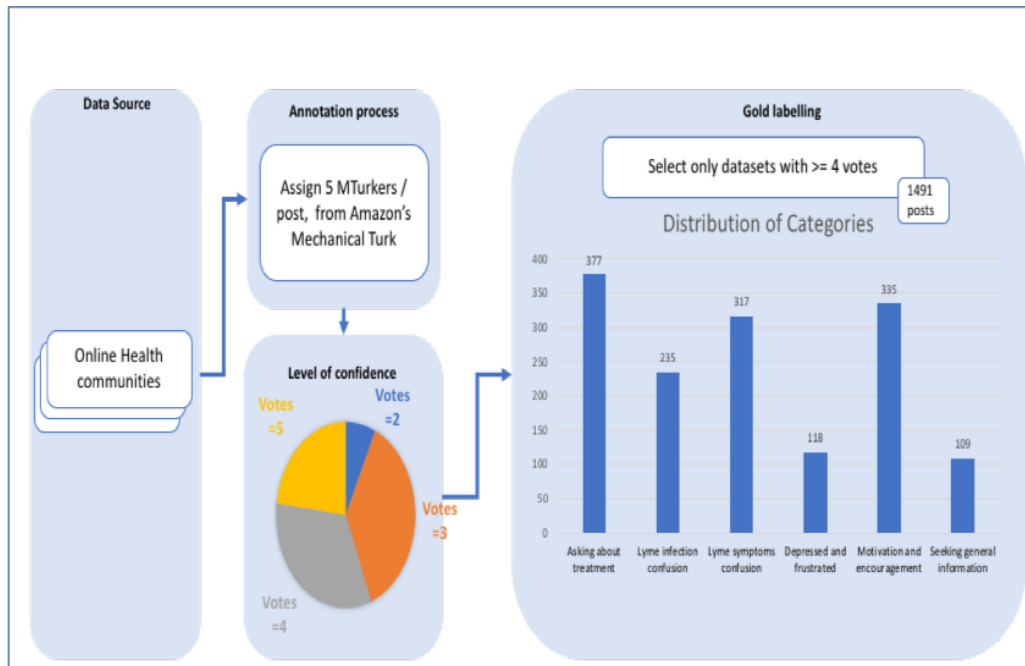 Data Source
Online Health
communities
Annotation process
Assign 5 MTurkers /
post, from Amazon's
Mechanical Turk
Level of confidence
Votes
=2
Votes
=3
Votes
=4
Votes
=5
Gold labelling
Select only datasets with >= 4 votes
1491
posts
Distribution of Categories
400
350
300
250
200
150
100
50
0
377
235
317
118
335
109
Asking about
treatment
Lyme infection
confusion
Lyme symptoms
confusion
Depressed and
frustrated
Motivation and
encouragement
Seeking general
information